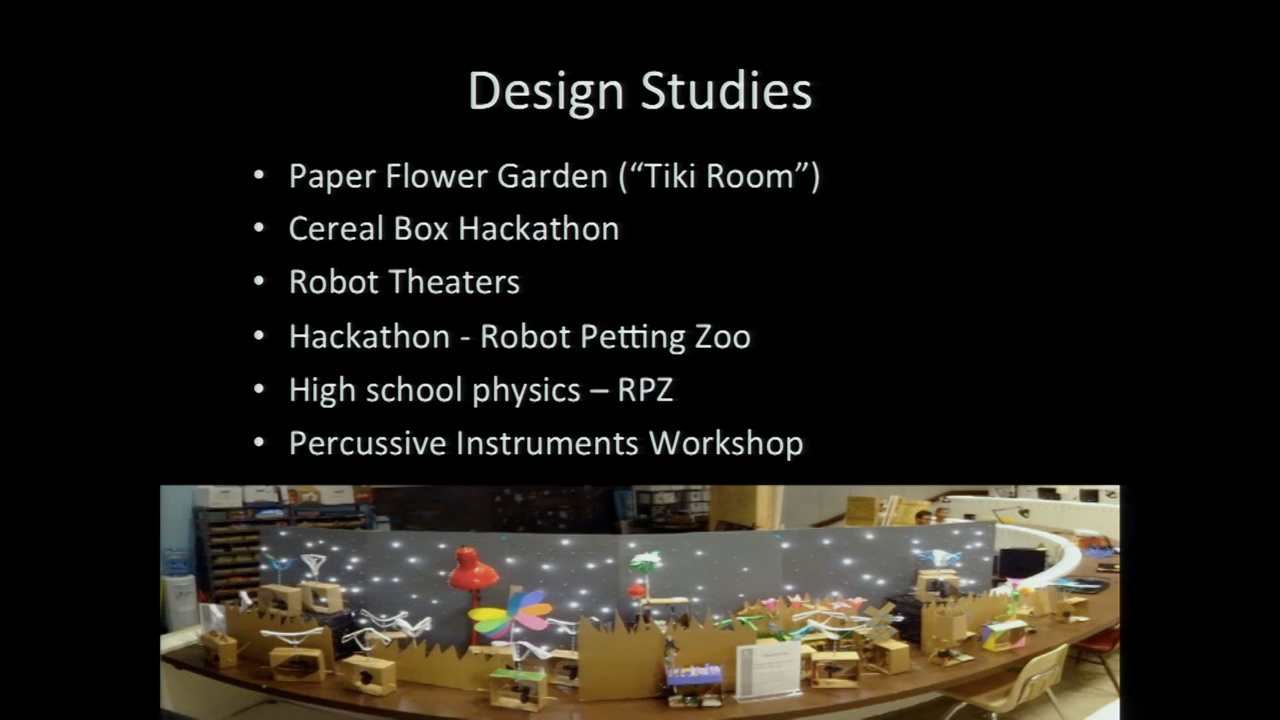 Design Studies
• Paper Flower Garden (“Tiki Room”)
• Cereal Box Hackathon
• Robot Theaters
• Hackathon - Robot Petting Zoo
• High school physics – RPZ
• Percussive Instruments Workshop